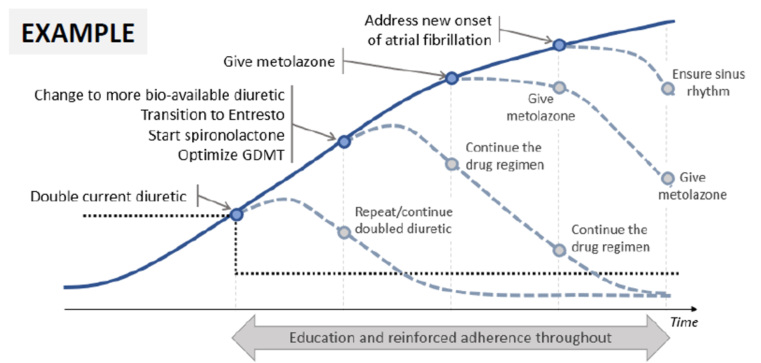 EXAMPLE
Address new onset
of atrial fibrillation
Give metolazone
Change to more bio-available diuretic
Transition to Entresto
Start spironolactone
Optimize GDMT
Double current diuretic
Ensure sinus
rhythm
Give
metolazone
Continue the
drug regimen
Give
metolazone
Repeat/continue
doubled diuretic
Continue the
drug regimen
Time
Education and reinforced adherence throughout